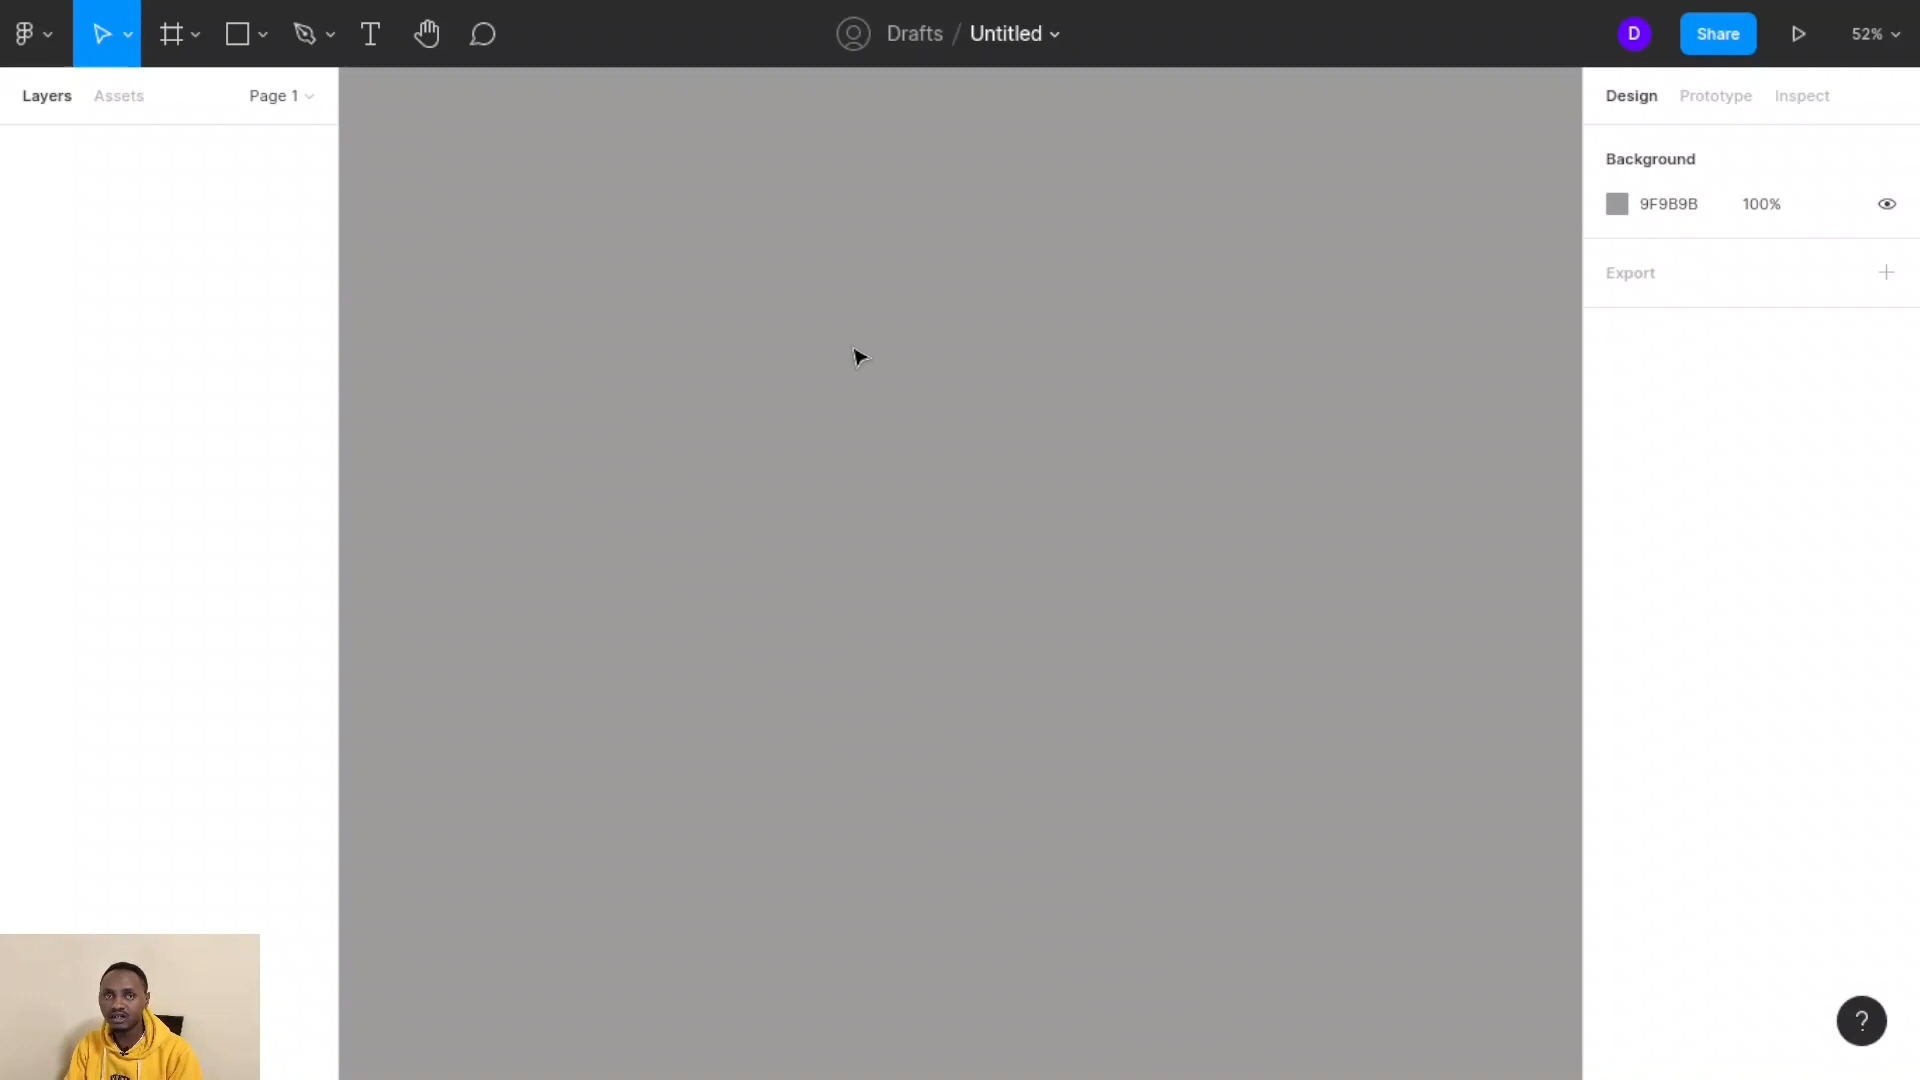 Drafts / Untitled
D
Share
52%
Layers
Assets
Page 1
Design
Prototype
Inspect
Background
9F9B9B
100%
Export
?